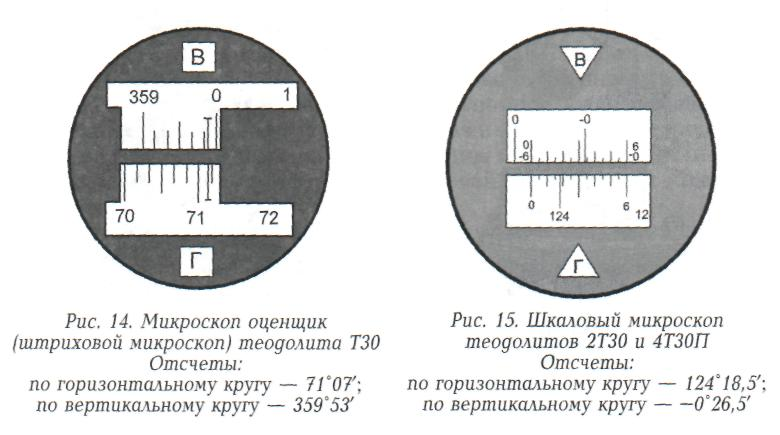 В
359 0 1
70 71 72
Г
В
0 -0
0 6
-6 -0
0 6
124 12
Г
Рис. 14. Микроскоп оценщик
(штриховой микроскоп) теодолита Т30
Отсчеты:
по горизонтальному кругу — 71°07′;
по вертикальному кругу — 359°53′
Рис. 15. Шкаловый микроскоп
теодолитов 2Т30 и 4Т30П
Отсчеты:
по горизонтальному кругу — 124°18,5′;
по вертикальному кругу — –0°26,5′